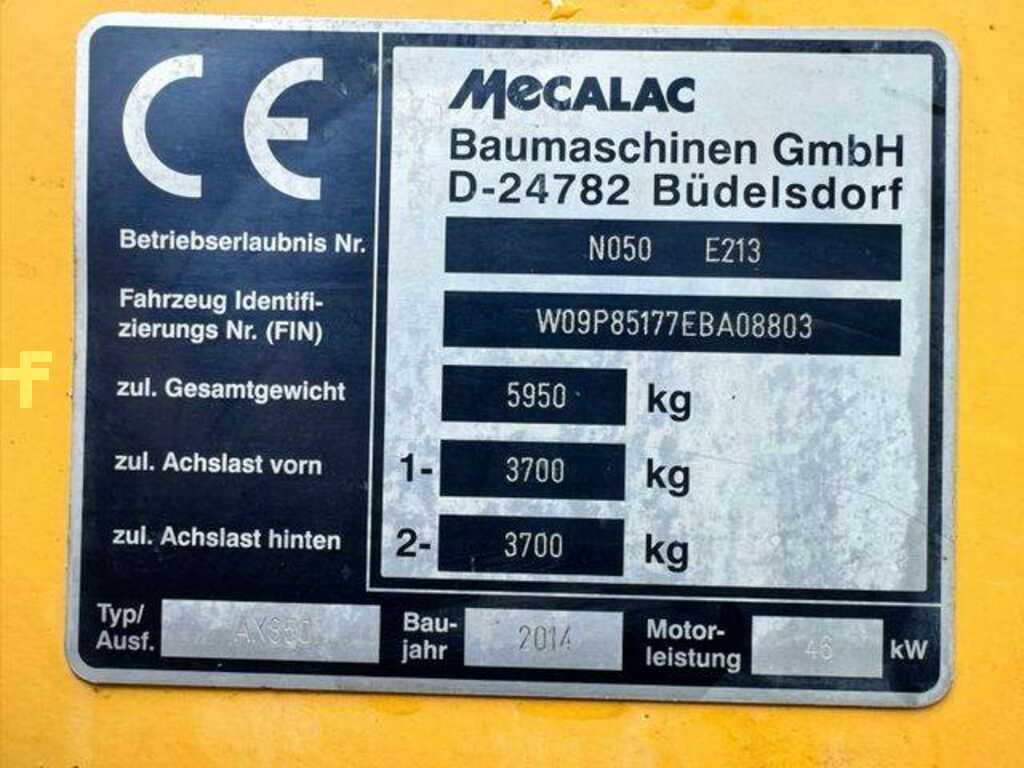 CE
MECALAC
Baumaschinen GmbH
D-24782 Büdelsdorf
Betriebserlaubnis Nr. N050 E213
Fahrzeug Identifi-
zierungs Nr. (FIN) W09P85177EBA08803
zul. Gesamtgewicht 5950 kg
zul. Achslast vorn 1- 3700 kg
zul. Achslast hinten 2- 3700 kg
Typ/
Ausf.
Bau-
jahr 2014
Motor-
leistung 46 kW